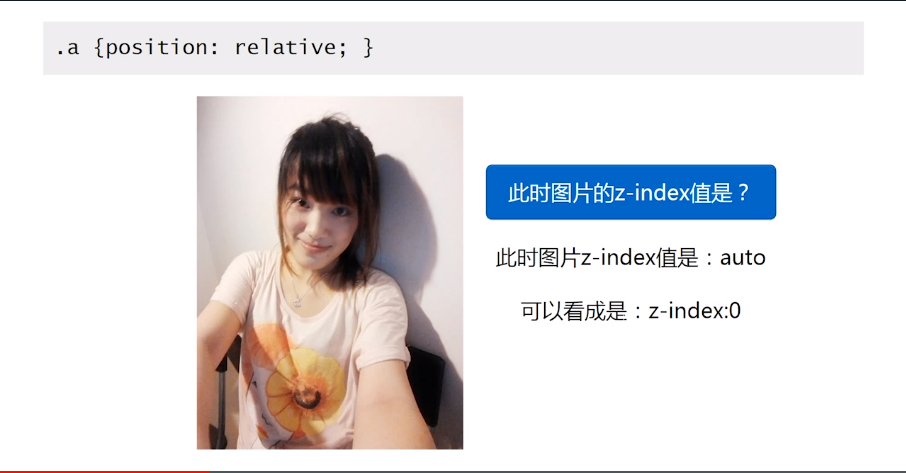 .a {position: relative; }
此时图片的z-index值是？
此时图片z-index值是：auto
可以看成是：z-index:0